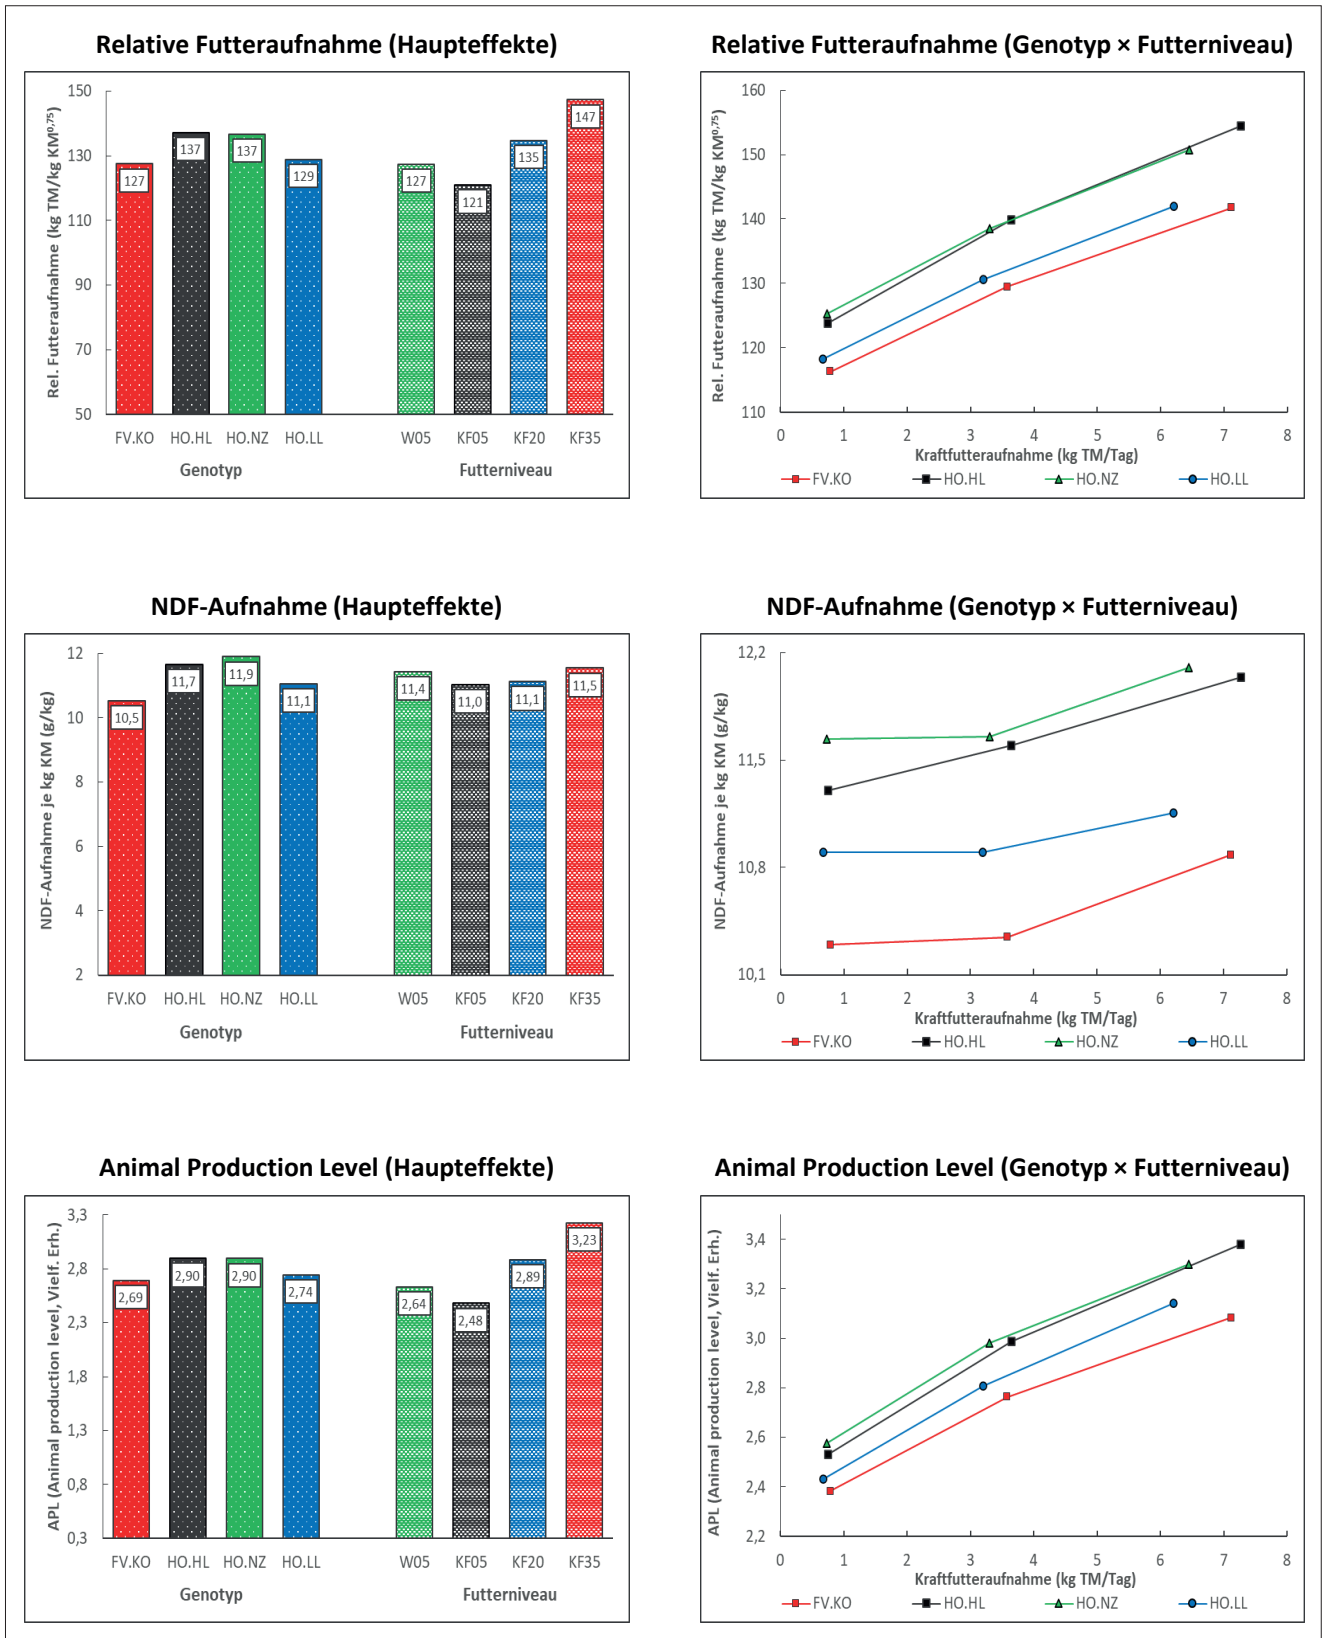 Relative Futteraufnahme (Haupteffekte)
Rel. Futteraufnahme (kg TM/kg KM⁰·⁷⁵)
150
130
110
90
70
50
127
137
137
129
127
121
135
147
FV.KO HO.HL HO.NZ HO.LL W05 KF05 KF20 KF35
Genotyp Futterniveau
Relative Futteraufnahme (Genotyp × Futterniveau)
Rel. Futteraufnahme (kg TM/kg KM⁰·⁷⁵)
160
150
140
130
120
110
0 1 2 3 4 5 6 7 8
Kraftfutteraufnahme (kg TM/Tag)
FV.KO HO.HL HO.NZ HO.LL
NDF-Aufnahme (Haupteffekte)
NDF-Aufnahme je kg KM (g/kg)
12
10
8
6
4
2
10,5
11,7
11,9
11,1
11,4
11,0
11,1
11,5
FV.KO HO.HL HO.NZ HO.LL W05 KF05 KF20 KF35
Genotyp Futterniveau
NDF-Aufnahme (Genotyp × Futterniveau)
NDF-Aufnahme je kg KM (g/kg)
12,2
11,5
10,8
10,1
0 1 2 3 4 5 6 7 8
Kraftfutteraufnahme (kg TM/Tag)
FV.KO HO.HL HO.NZ HO.LL
Animal Production Level (Haupteffekte)
APL (Animal production level, Vielf. Erh.)
3,3
2,8
2,3
1,8
1,3
0,8
0,3
2,69
2,90
2,90
2,74
2,64
2,48
2,89
3,23
FV.KO HO.HL HO.NZ HO.LL W05 KF05 KF20 KF35
Genotyp Futterniveau
Animal Production Level (Genotyp × Futterniveau)
APL (Animal production level, Vielf. Erh.)
3,4
3,2
3,0
2,8
2,6
2,4
2,2
0 1 2 3 4 5 6 7 8
Kraftfutteraufnahme (kg TM/Tag)
FV.KO HO.HL HO.NZ HO.LL